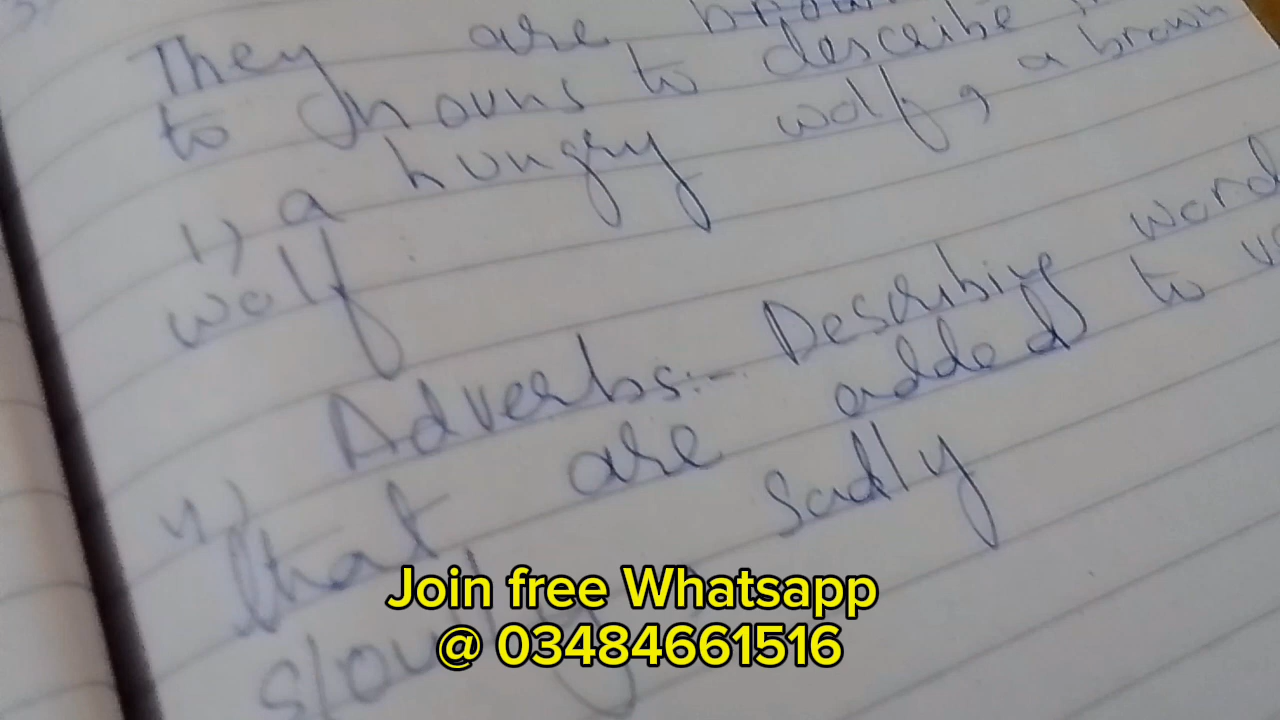 They are
to nouns to describe
1) a hungry wolf, a brown
wolf
4) Adverbs:- Describing word
that are added to
slowly, sadly
Join free Whatsapp
@ 03484661516